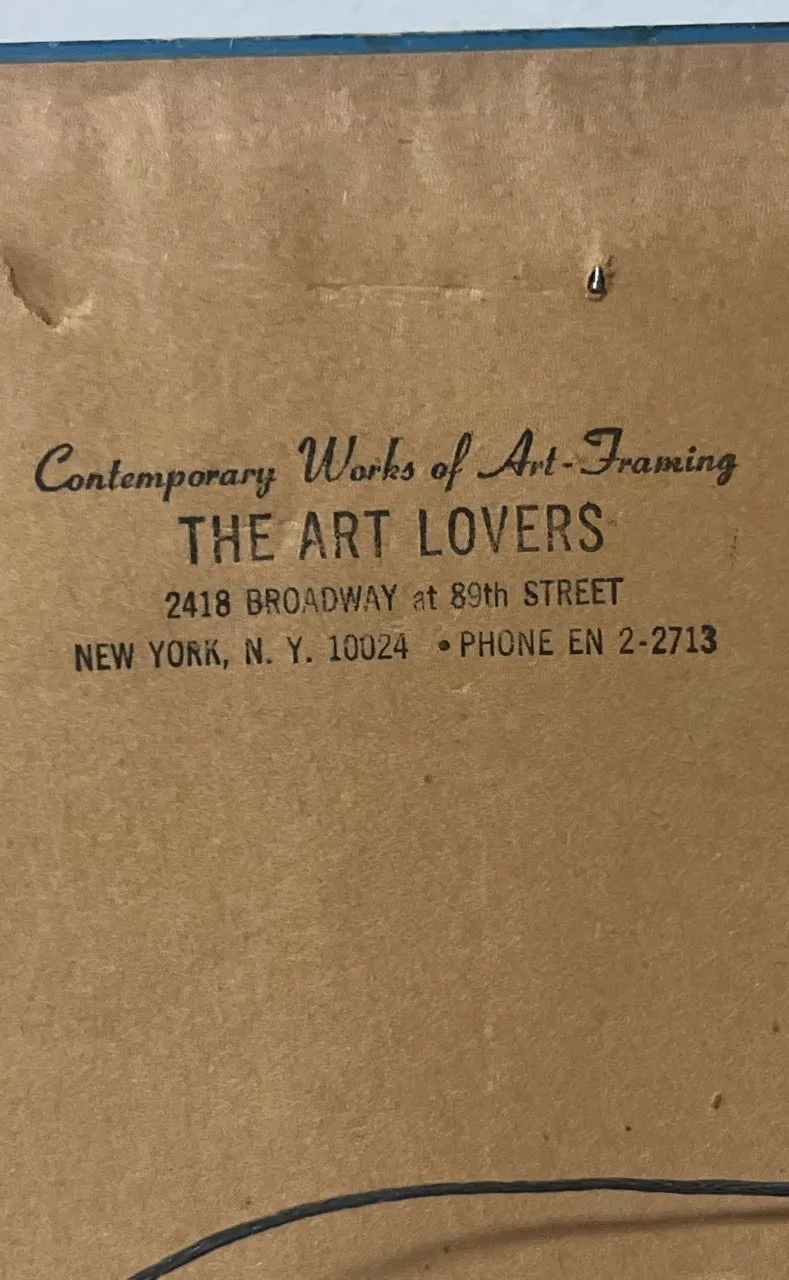 Contemporary Works of Art-Framing
THE ART LOVERS
2418 BROADWAY at 89th STREET
NEW YORK, N. Y. 10024 • PHONE EN 2-2713